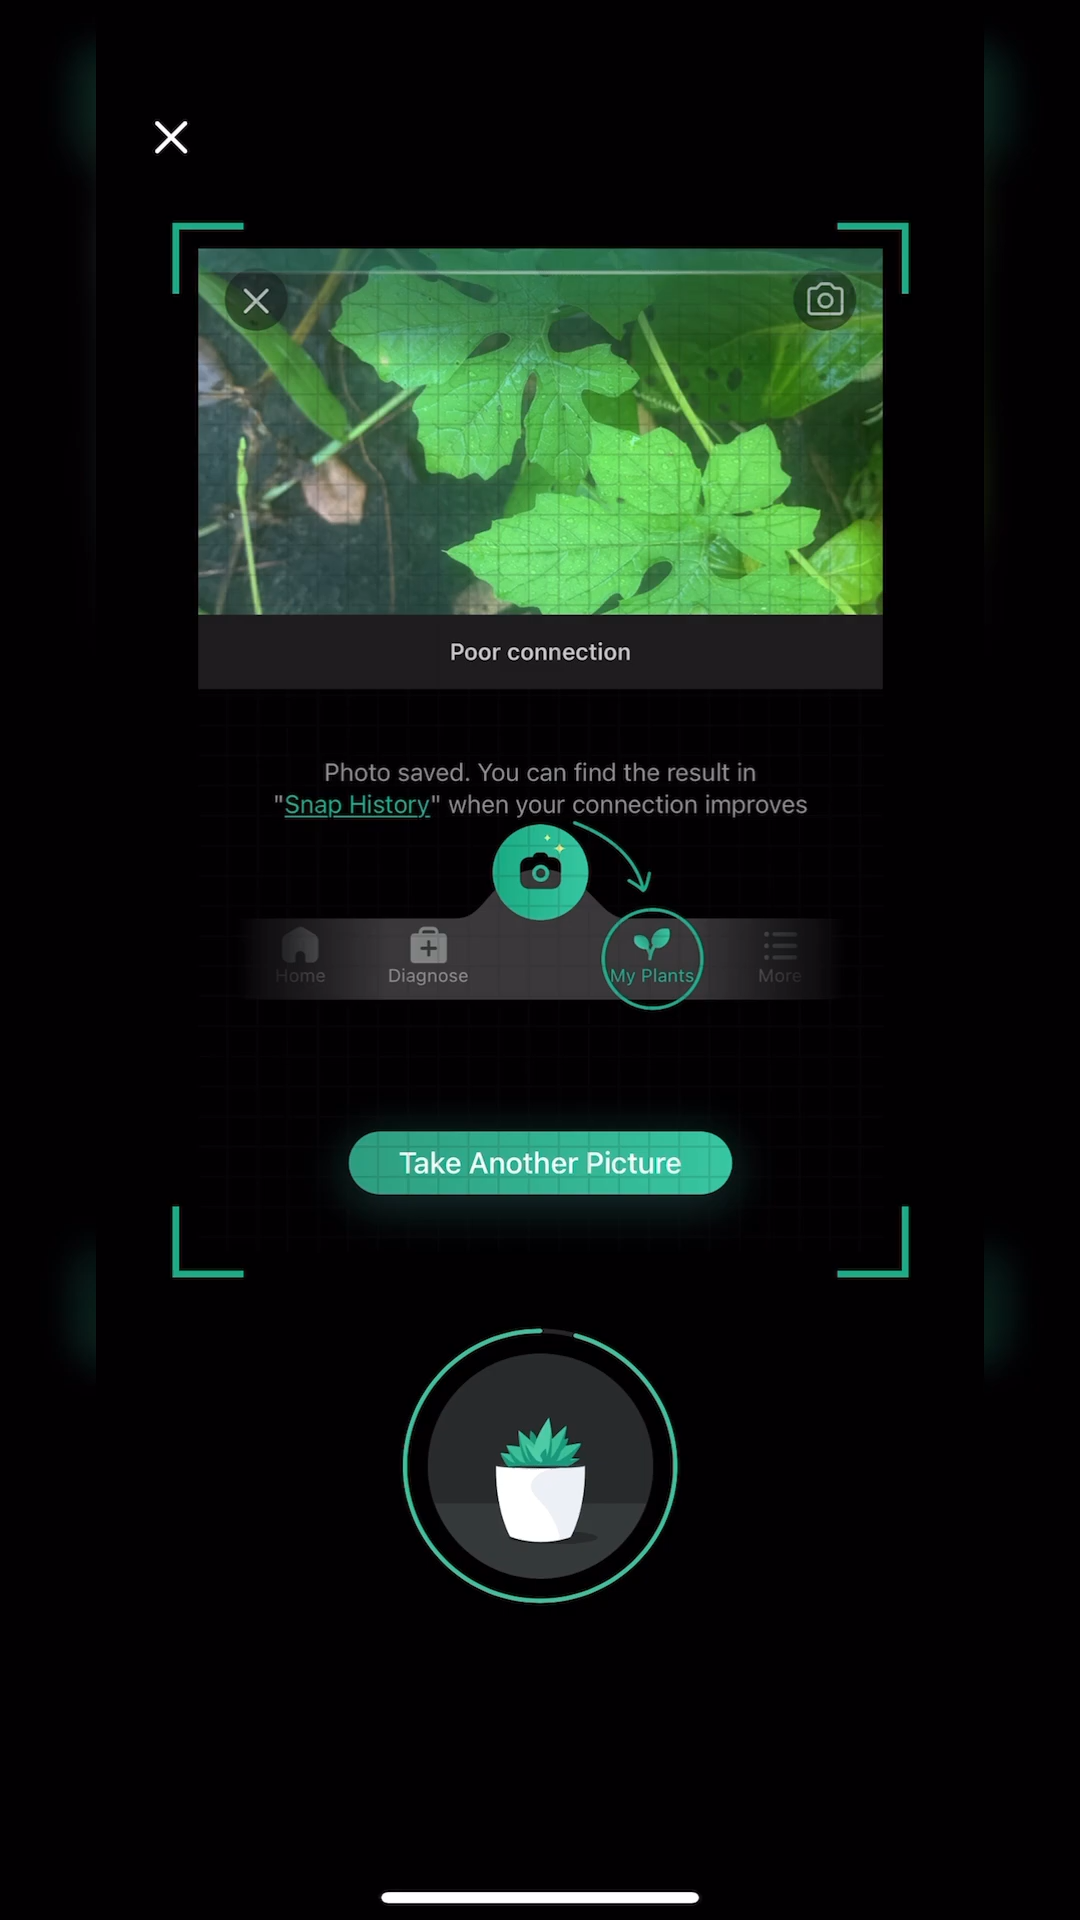 Poor connection
Photo saved. You can find the result in
"Snap History" when your connection improves
Home
Diagnose
My Plants
More
Take Another Picture